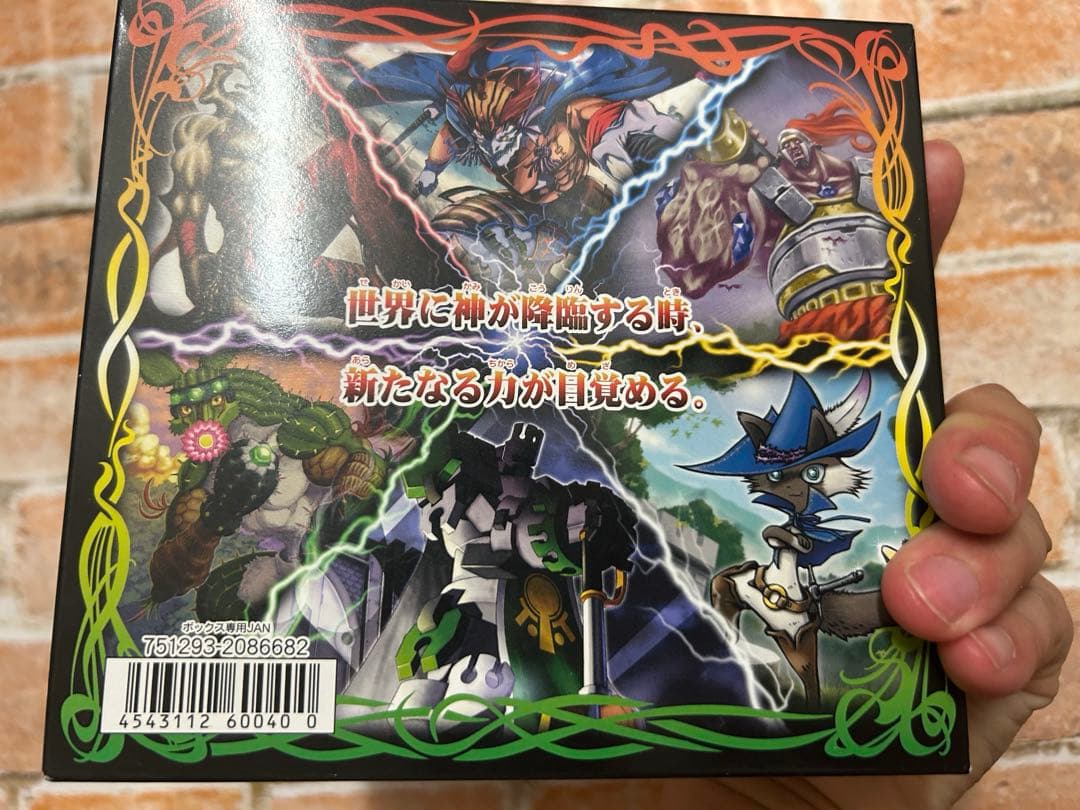 世界に神が降臨する時、
新たなる力が目覚める。
ボックス専用JAN
751293-2086682
4543112 60040 0